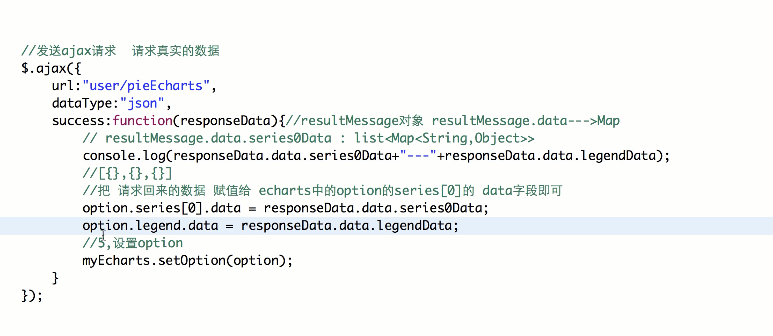 //发送ajax请求  请求真实的数据
$.ajax({
    url:"user/pieEcharts",
    dataType:"json",
    success:function(responseData){//resultMessage对象 resultMessage.data--->Map
        // resultMessage.data.series0Data : list<Map<String,Object>>
        console.log(responseData.data.series0Data+"---"+responseData.data.legendData);
        //[{},{},{}]
        //把 请求回来的数据 赋值给 echarts中的option的series[0]的 data字段即可
        option.series[0].data = responseData.data.series0Data;
        option.legend.data = responseData.data.legendData;
        //5,设置option
        myEcharts.setOption(option);
    }
});